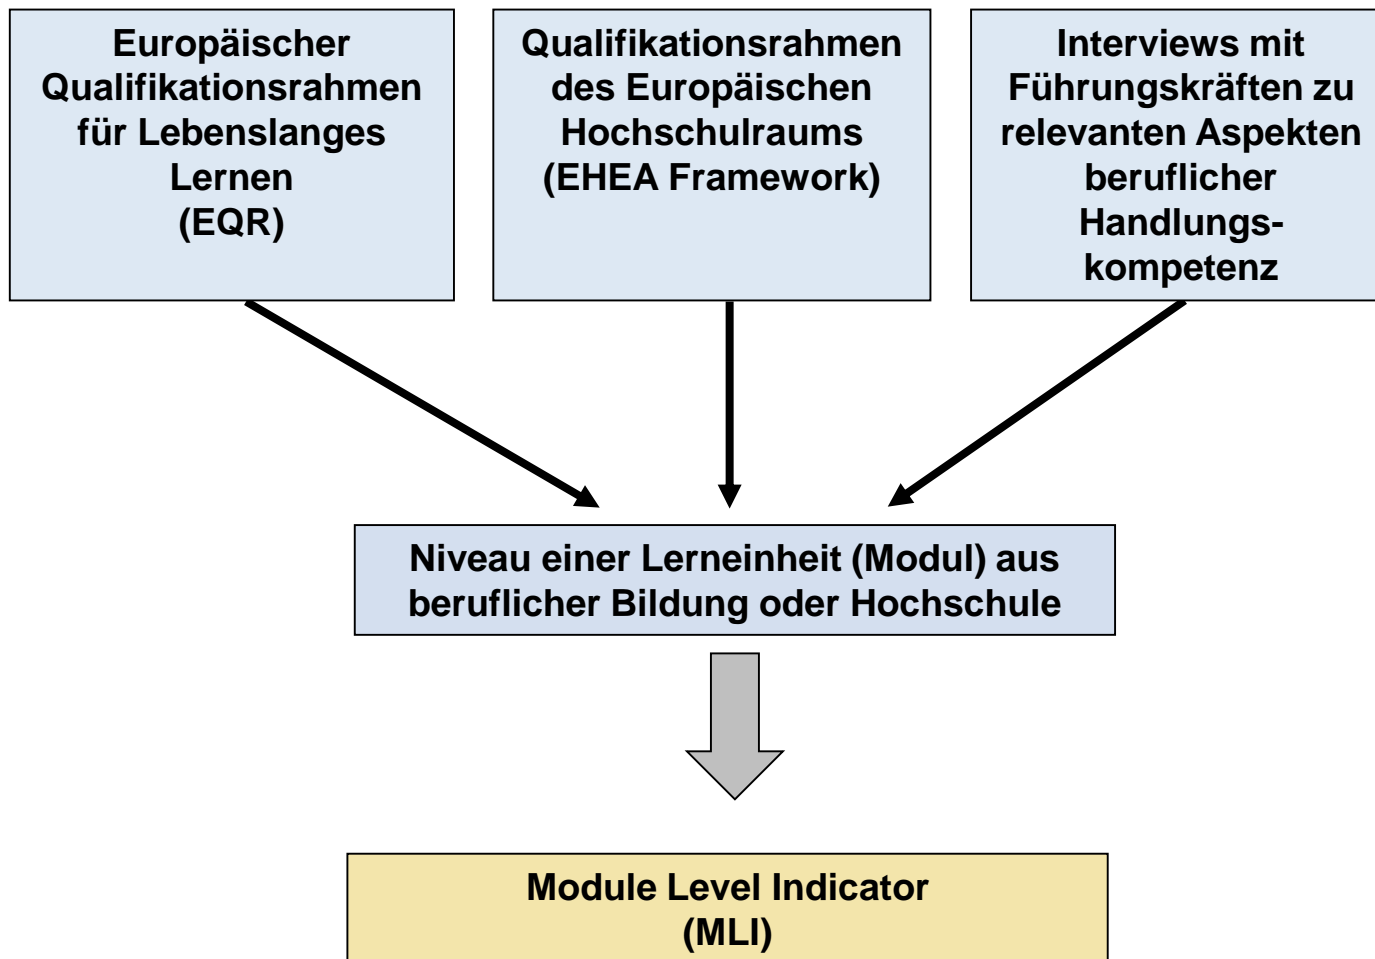 Europäischer
Qualifikationsrahmen
für Lebenslanges
Lernen
(EQR)
Qualifikationsrahmen
des Europäischen
Hochschulraums
(EHEA Framework)
Interviews mit
Führungskräften zu
relevanten Aspekten
beruflicher
Handlungs-
kompetenz
Niveau einer Lerneinheit (Modul) aus
beruflicher Bildung oder Hochschule
Module Level Indicator
(MLI)